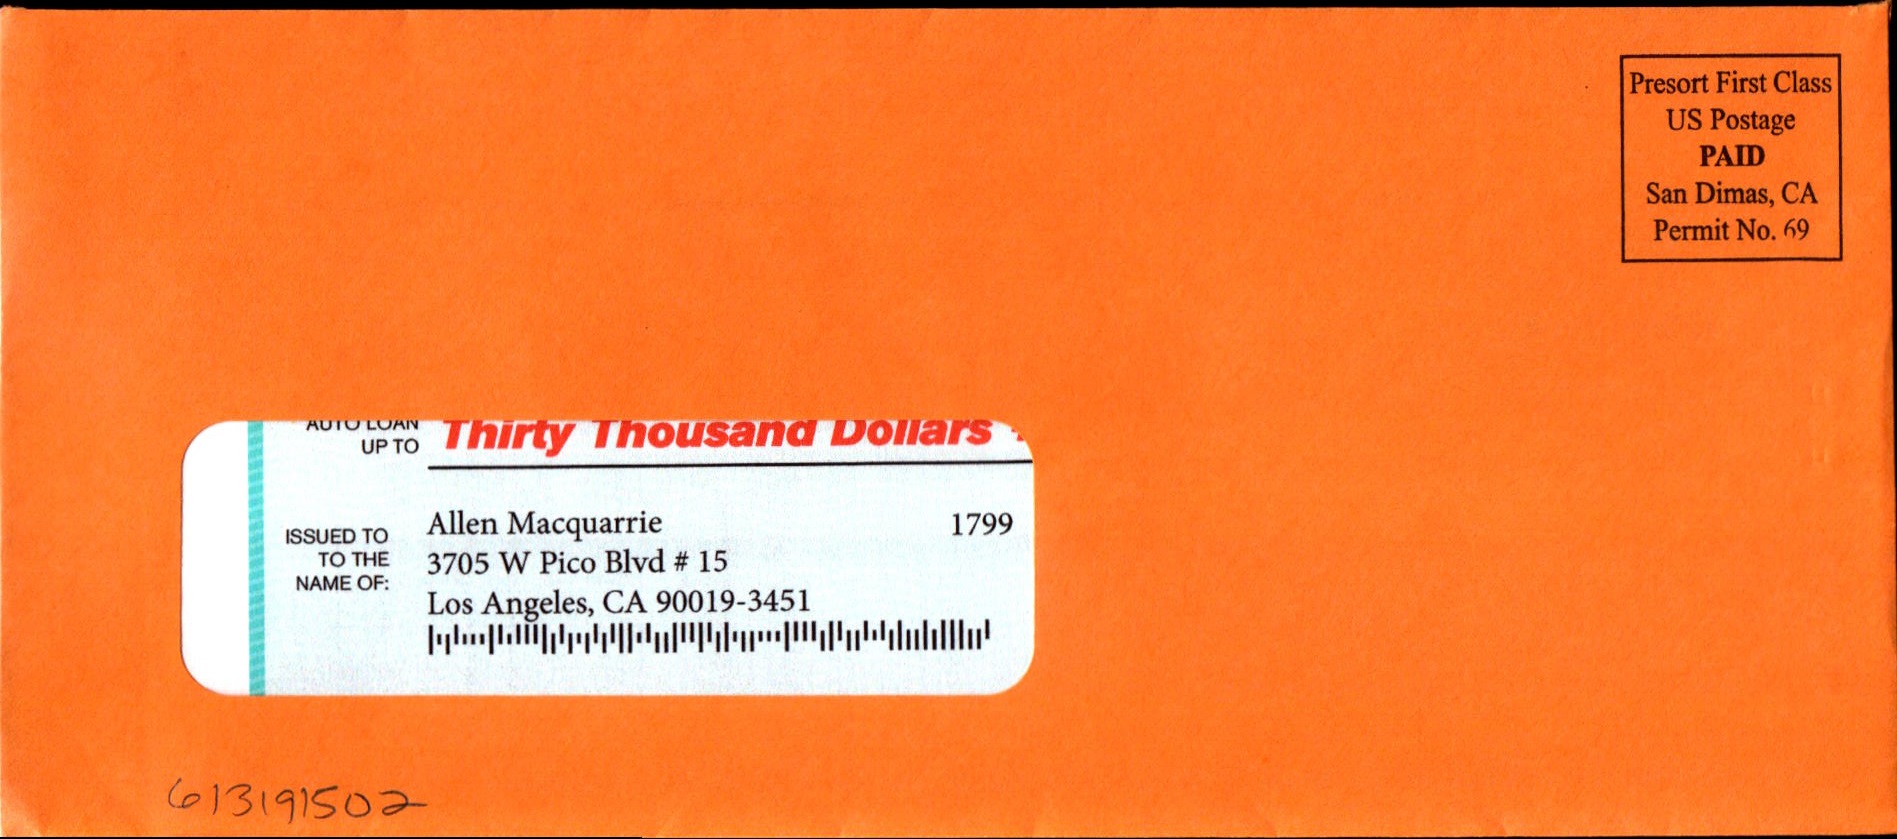 Presort First Class
US Postage
PAID
San Dimas, CA
Permit No. 69
AUTO LOAN
UP TO
Thirty Thousand Dollars
ISSUED TO
TO THE
NAME OF:
Allen Macquarrie 1799
3705 W Pico Blvd # 15
Los Angeles, CA 90019-3451
613191502